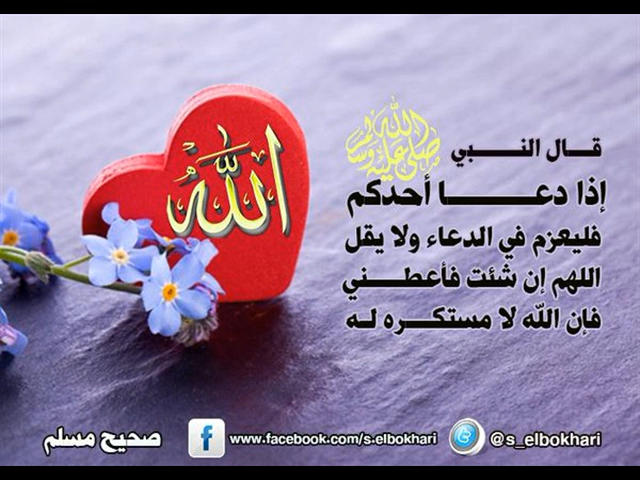 الله
قال النبي صلى الله عليه وسلم
إذا دعا أحدكم
فليعزم في الدعاء ولا يقل
اللهم إن شئت فأعطني
فإن الله لا مستكره له
صحيح مسلم
www.facebook.com/s-elbokhari
@s_elbokhari